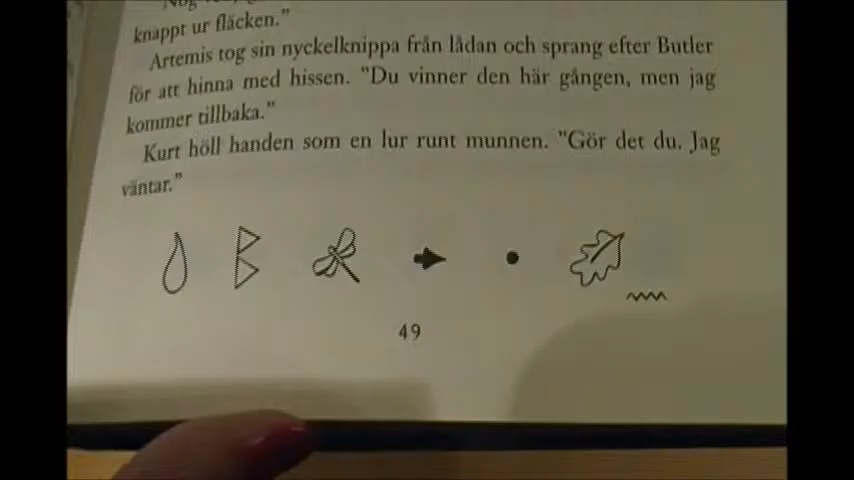 knappt ur fläcken.”
Artemis tog sin nyckelknippa från lådan och sprang efter Butler
för att hinna med hissen. ”Du vinner den här gången, men jag
kommer tillbaka.”
Kurt höll handen som en lur runt munnen. ”Gör det du. Jag
väntar.”
49